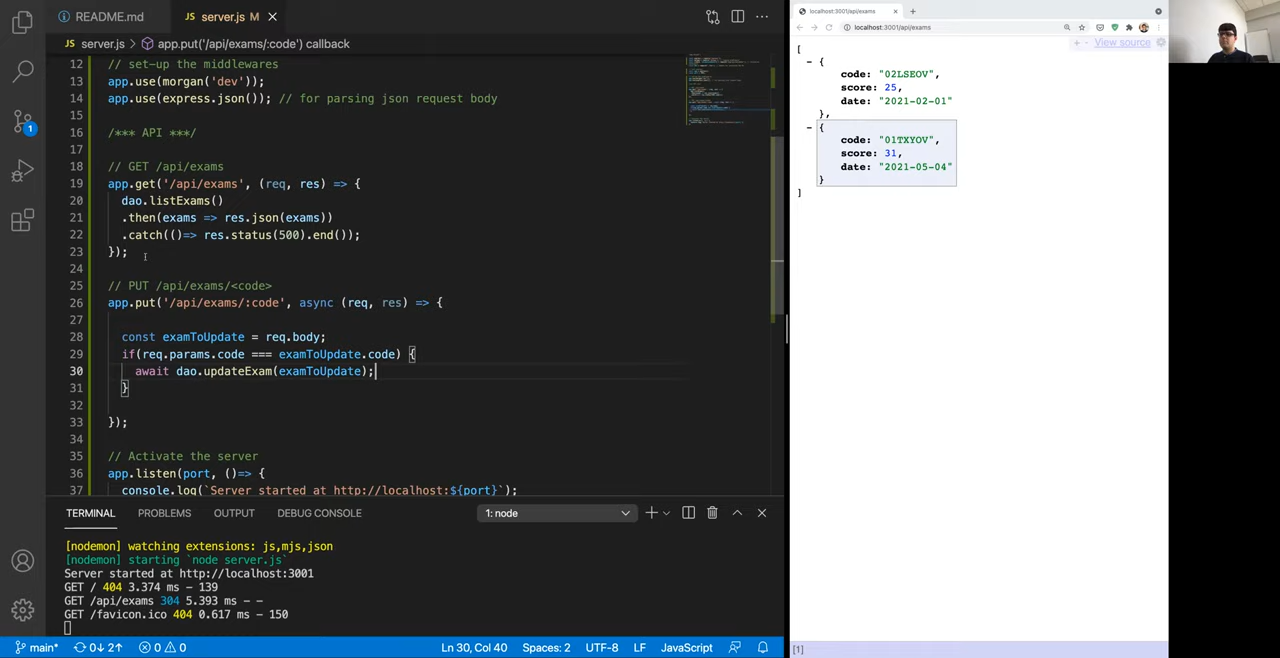 README.md
JS server.js M
JS server.js > app.put('/api/exams/:code') callback
12 // set-up the middlewares
13 app.use(morgan('dev'));
14 app.use(express.json()); // for parsing json request body
15
16 /*** API ***/
17
18 // GET /api/exams
19 app.get('/api/exams', (req, res) => {
20 dao.listExams()
21 .then(exams => res.json(exams))
22 .catch(()=> res.status(500).end());
23 });
24
25 // PUT /api/exams/<code>
26 app.put('/api/exams/:code', async (req, res) => {
27
28 const examToUpdate = req.body;
29 if(req.params.code === examToUpdate.code) {
30 await dao.updateExam(examToUpdate);
31 }
32
33 });
34
35 // Activate the server
36 app.listen(port, ()=> {
37 console.log(`Server started at http://localhost:${port}`);
TERMINAL PROBLEMS OUTPUT DEBUG CONSOLE 1: node
[nodemon] watching extensions: js,mjs,json
[nodemon] starting `node server.js`
Server started at http://localhost:3001
GET / 404 3.374 ms - 139
GET /api/exams 304 5.393 ms - -
GET /favicon.ico 404 0.617 ms - 150
1
main* 0↓ 2↑ 0 0 Ln 30, Col 40 Spaces: 2 UTF-8 LF JavaScript
localhost:3001/api/exams
localhost:3001/api/exams
+ - View source
[
- {
code: "02LSEOV",
score: 25,
date: "2021-02-01"
},
- {
code: "01TXYOV",
score: 31,
date: "2021-05-04"
}
]
[1]